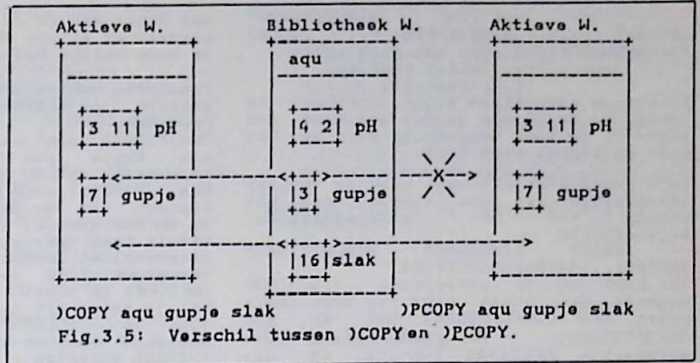 Aktieve W. Bibliotheek W. Aktieve W.
aqu
|3 11| pH |4 2| pH |3 11| pH
|7| gupje |3| gupje X |7| gupje
|16|slak
)COPY aqu gupje slak )PCOPY aqu gupje slak
Fig.3.5: Verschil tussen )COPY en )PCOPY.